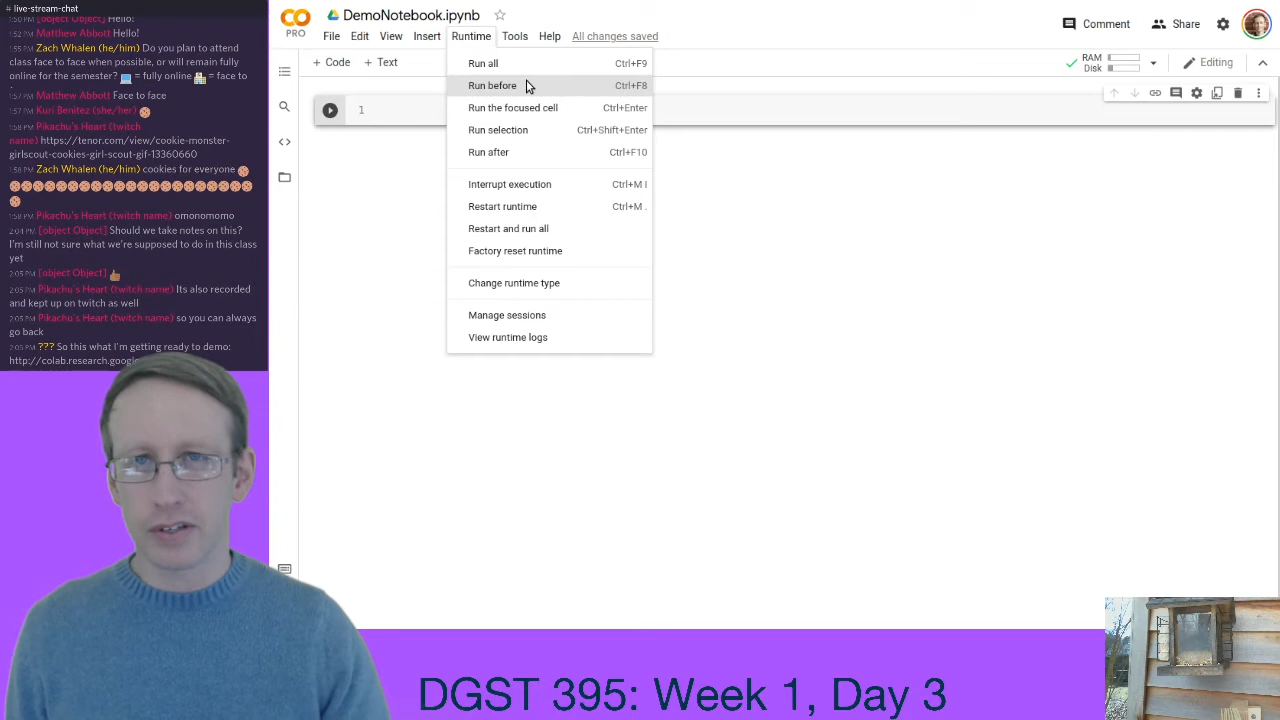 # live-stream-chat
1:50 PM [object Object] Hello!
1:52 PM Matthew Abbott Hello!
1:55 PM Zach Whalen (he/him) Do you plan to attend
class face to face when possible, or will remain fully
online for the semester? 💻 = fully online 🏫 = face to
1:57 PM Matthew Abbott Face to face
1:57 PM Kuri Benitez (she/her) 🍪
1:58 PM Pikachu's Heart (twitch
name) https://tenor.com/view/cookie-monster-
girlscout-cookies-girl-scout-gif-13360660
1:58 PM Zach Whalen (he/him) cookies for everyone 🍪
🍪🍪🍪🍪🍪🍪🍪🍪🍪🍪🍪🍪🍪🍪🍪🍪🍪
🍪
1:58 PM Pikachu's Heart (twitch name) omonomomo
2:04 PM [object Object] Should we take notes on this?
I'm still not sure what we're supposed to do in this class
yet
2:05 PM [object Object] 👍🏾
2:05 PM Pikachu's Heart (twitch name) Its also recorded
and kept up on twitch as well
2:05 PM Pikachu's Heart (twitch name) so you can always
go back
??? So this what I'm getting ready to demo:
http://colab.research.google
PRO
DemoNotebook.ipynb
File Edit View Insert Runtime Tools Help All changes saved
Comment Share
+ Code + Text
RAM
Disk
Editing
1
Run all Ctrl+F9
Run before Ctrl+F8
Run the focused cell Ctrl+Enter
Run selection Ctrl+Shift+Enter
Run after Ctrl+F10
Interrupt execution Ctrl+M I
Restart runtime Ctrl+M .
Restart and run all
Factory reset runtime
Change runtime type
Manage sessions
View runtime logs
DGST 395: Week 1, Day 3